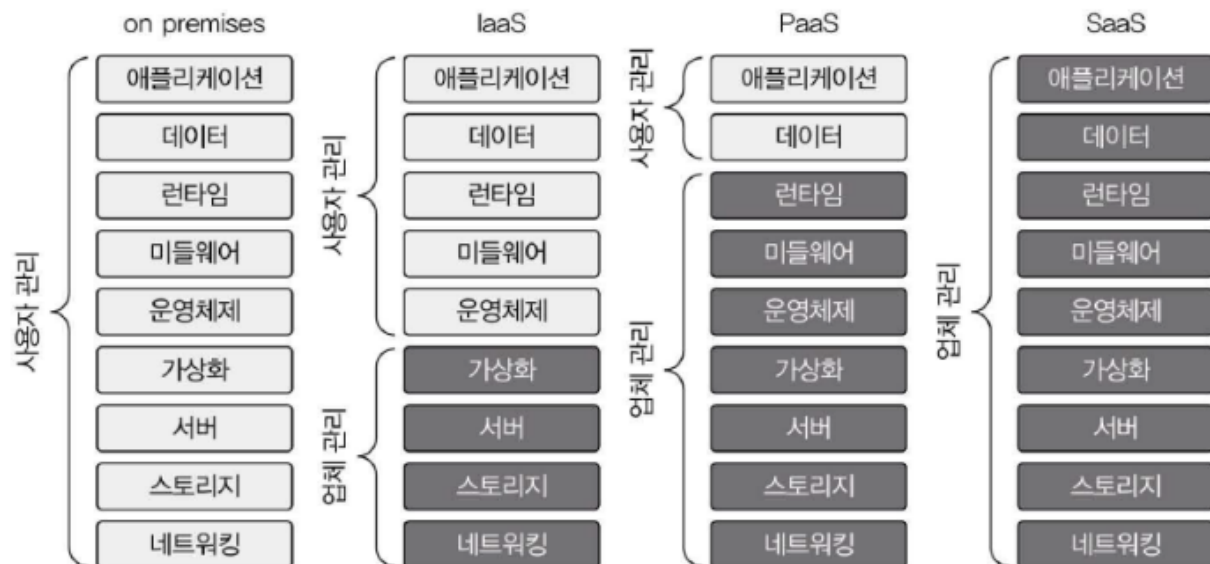 on premises
애플리케이션
데이터
런타임
미들웨어
운영체제
가상화
서버
스토리지
네트워킹
사용자 관리
IaaS
애플리케이션
데이터
런타임
미들웨어
운영체제
가상화
서버
스토리지
네트워킹
사용자 관리
업체 관리
PaaS
애플리케이션
데이터
런타임
미들웨어
운영체제
가상화
서버
스토리지
네트워킹
사용자 관리
업체 관리
SaaS
애플리케이션
데이터
런타임
미들웨어
운영체제
가상화
서버
스토리지
네트워킹
업체 관리